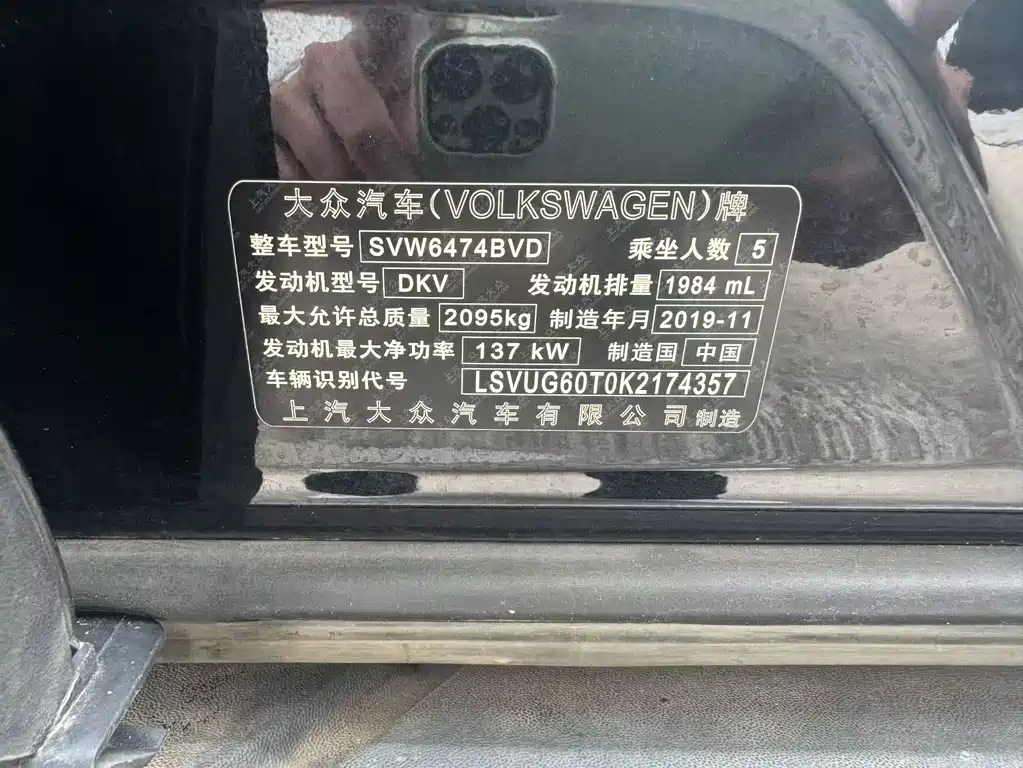 大众汽车(VOLKSWAGEN)牌
整车型号 SVW6474BVD 乘坐人数 5
发动机型号 DKV 发动机排量 1984 mL
最大允许总质量 2095kg 制造年月 2019-11
发动机最大净功率 137 kW 制造国 中国
车辆识别代号 LSVUG60T0K2174357
上汽大众汽车有限公司制造